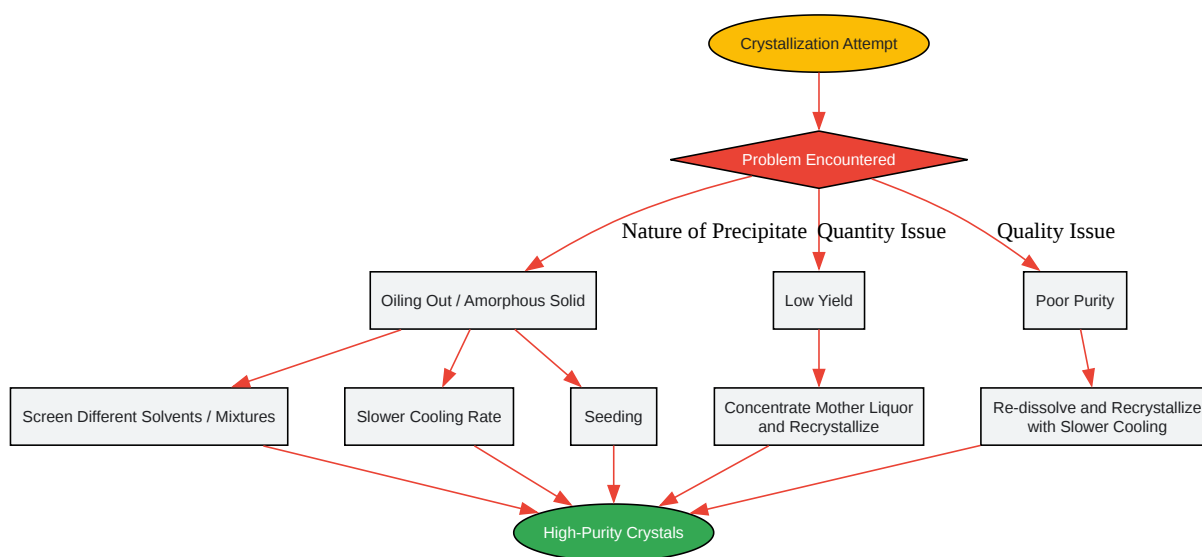 Crystallization Attempt
Problem Encountered
Nature of Precipitate
Quantity Issue
Quality Issue
Oiling Out / Amorphous Solid
Low Yield
Poor Purity
Screen Different Solvents / Mixtures
Slower Cooling Rate
Seeding
Concentrate Mother Liquor
and Recrystallize
Re-dissolve and Recrystallize
with Slower Cooling
High-Purity Crystals